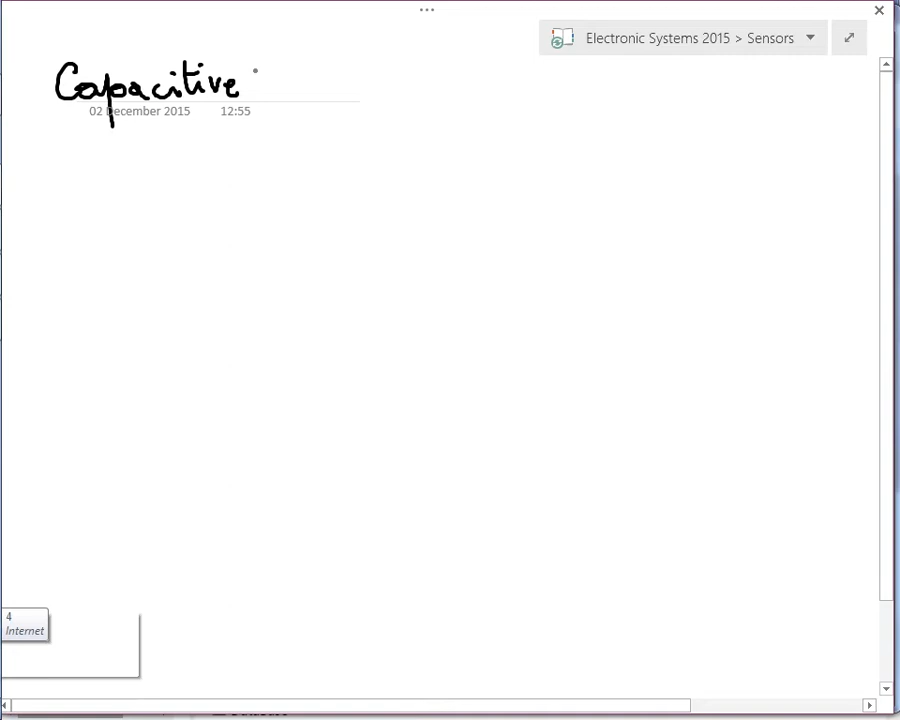 Electronic Systems 2015 > Sensors
Capacitive
02 December 2015 12:55
4
Internet